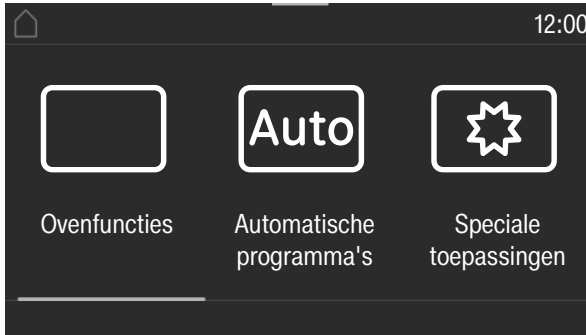 12:00
Auto
Ovenfuncties
Automatische
programma's
Speciale
toepassingen